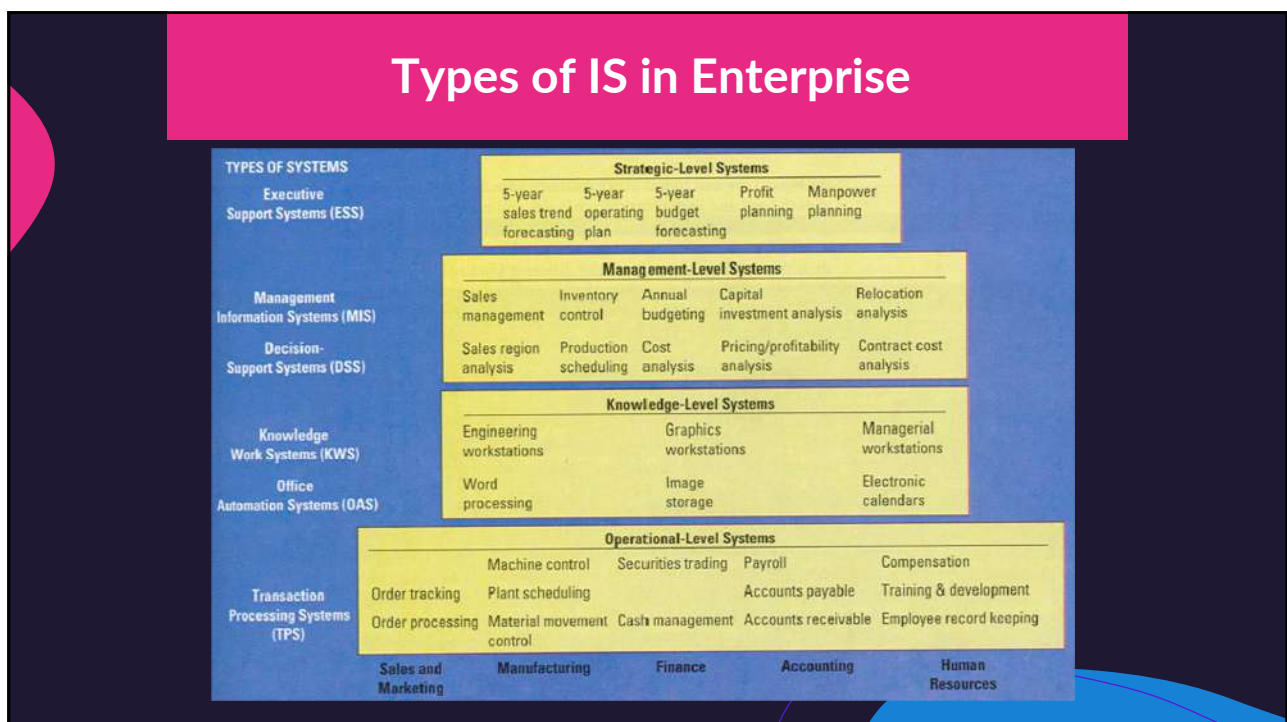 Types of IS in Enterprise
TYPES OF SYSTEMS
Executive
Support Systems (ESS)
Strategic-Level Systems
5-year 5-year 5-year Profit Manpower
sales trend operating budget planning planning
forecasting plan forecasting
Management
Information Systems (MIS)
Decision-
Support Systems (DSS)
Management-Level Systems
Sales Inventory Annual Capital Relocation
management control budgeting investment analysis analysis
Sales region Production Cost Pricing/profitability Contract cost
analysis scheduling analysis analysis analysis
Knowledge
Work Systems (KWS)
Office
Automation Systems (OAS)
Knowledge-Level Systems
Engineering Graphics Managerial
workstations workstations workstations
Word Image Electronic
processing storage calendars
Transaction
Processing Systems
(TPS)
Operational-Level Systems
Machine control Securities trading Payroll Compensation
Order tracking Plant scheduling Accounts payable Training & development
Order processing Material movement Cash management Accounts receivable Employee record keeping
control
Sales and Manufacturing Finance Accounting Human
Marketing Resources